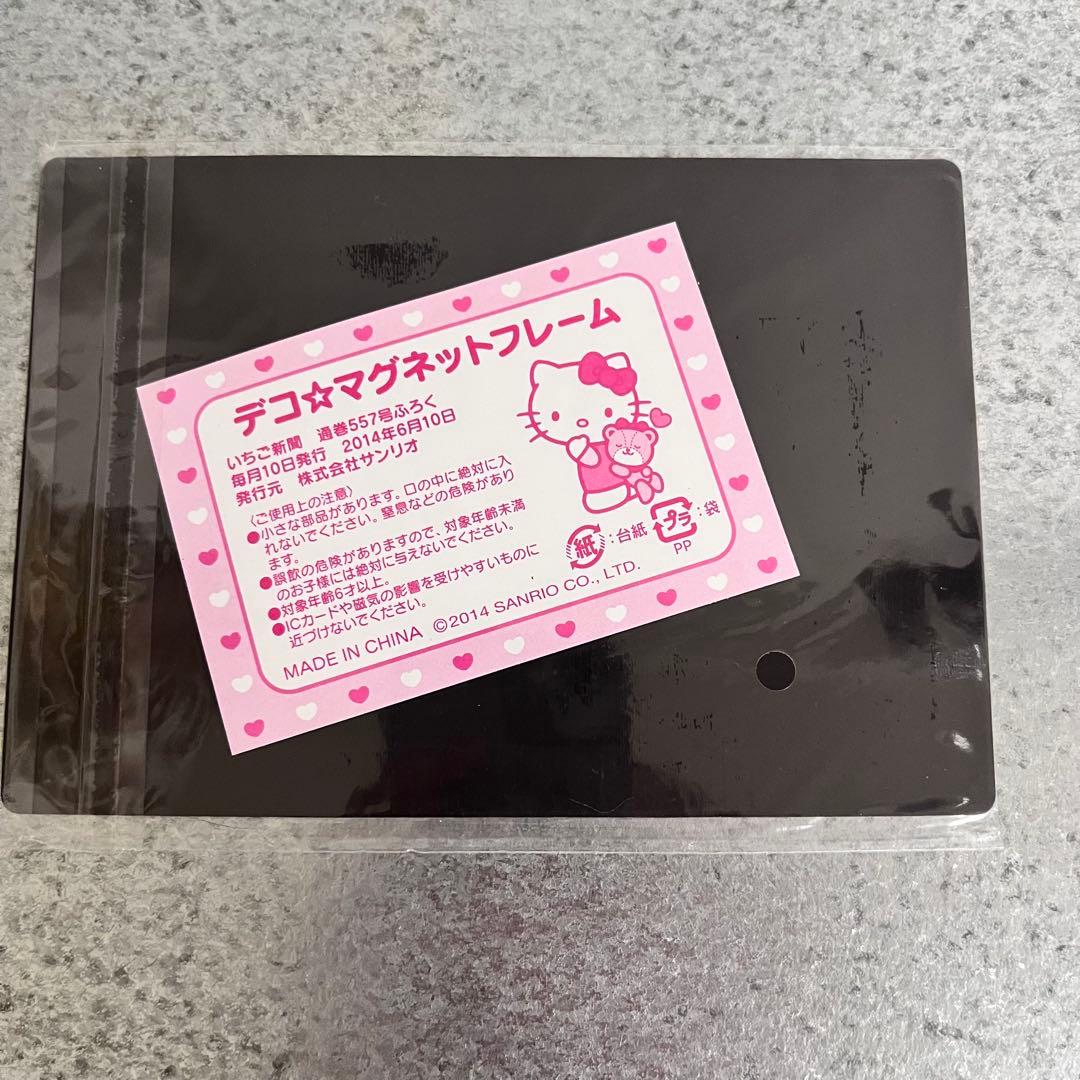 デコ☆マグネットフレーム
いちご新聞 通巻557号ふろく
毎月10日発行 2014年6月10日
発行元 株式会社サンリオ
〈ご使用上の注意〉
●小さな部品があります。口の中に絶対に入
れないでください。窒息などの危険があり
ます。
●誤飲の危険がありますので、対象年齢未満
のお子様には絶対に与えないでください。
●対象年齢6才以上。
●ICカードや磁気の影響を受けやすいものに
近づけないでください。
紙:台紙 プラ:袋
PP
MADE IN CHINA ©2014 SANRIO CO., LTD.